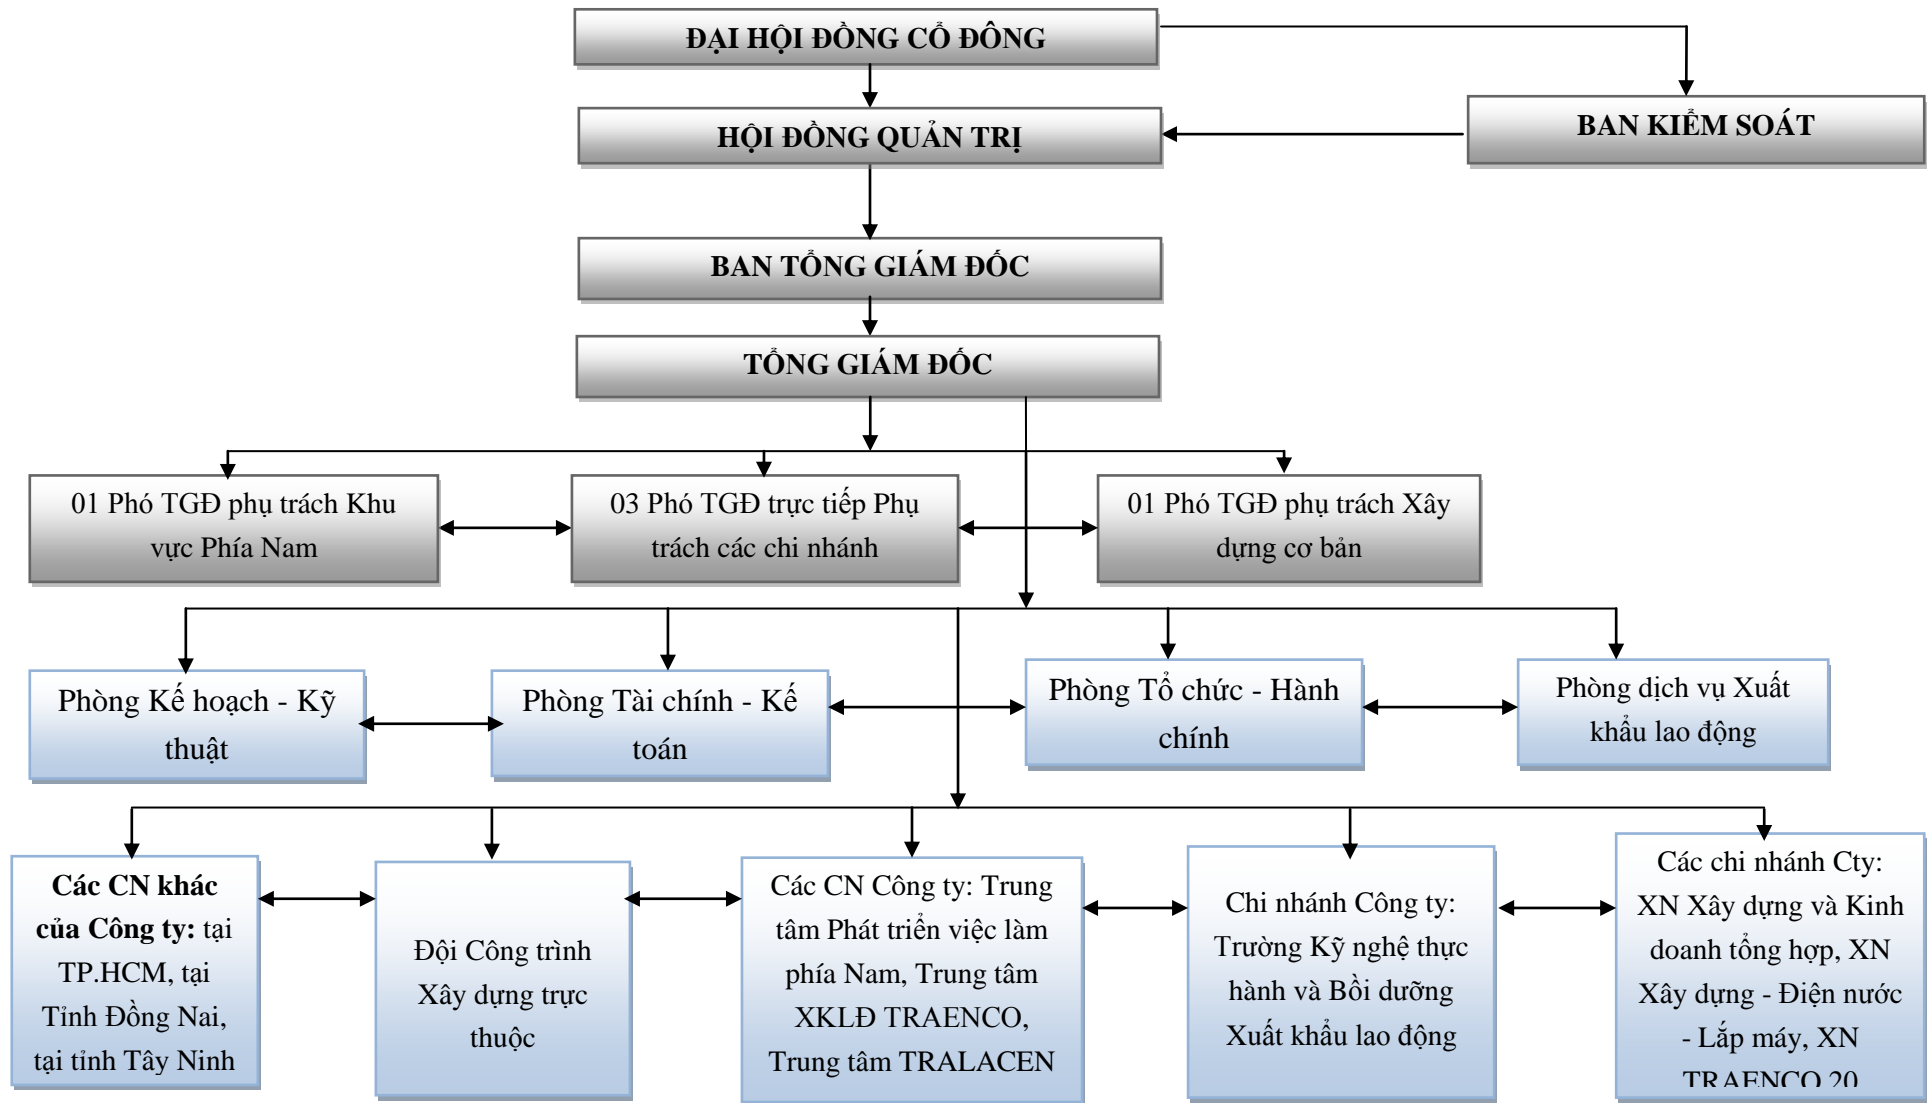 ĐẠI HỘI ĐỒNG CỔ ĐÔNG
HỘI ĐỒNG QUẢN TRỊ
BAN KIỂM SOÁT
BAN TỔNG GIÁM ĐỐC
TỔNG GIÁM ĐỐC
01 Phó TGĐ phụ trách Khu
vực Phía Nam
03 Phó TGĐ trực tiếp Phụ
trách các chi nhánh
01 Phó TGĐ phụ trách Xây
dựng cơ bản
Phòng Kế hoạch - Kỹ
thuật
Phòng Tài chính - Kế
toán
Phòng Tổ chức - Hành
chính
Phòng dịch vụ Xuất
khẩu lao động
Các CN khác
của Công ty: tại
TP.HCM, tại
Tỉnh Đồng Nai,
tại tỉnh Tây Ninh
Đội Công trình
Xây dựng trực
thuộc
Các CN Công ty: Trung
tâm Phát triển việc làm
phía Nam, Trung tâm
XKLĐ TRAENCO,
Trung tâm TRALACEN
Chi nhánh Công ty:
Trường Kỹ nghệ thực
hành và Bồi dưỡng
Xuất khẩu lao động
Các chi nhánh Cty:
XN Xây dựng và Kinh
doanh tổng hợp, XN
Xây dựng - Điện nước
- Lắp máy, XN
TRAENCO 20